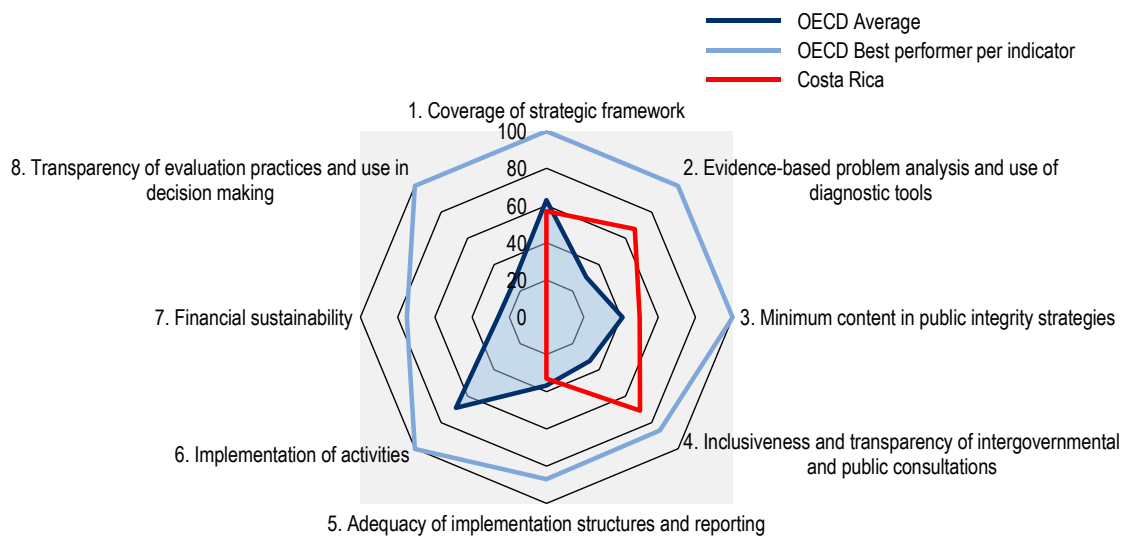 OECD Average
OECD Best performer per indicator
Costa Rica
1. Coverage of strategic framework
100
8. Transparency of evaluation practices and use in
decision making
80
2. Evidence-based problem analysis and use of
diagnostic tools
60
40
20
7. Financial sustainability
0
3. Minimum content in public integrity strategies
6. Implementation of activities
4. Inclusiveness and transparency of intergovernmental
and public consultations
5. Adequacy of implementation structures and reporting